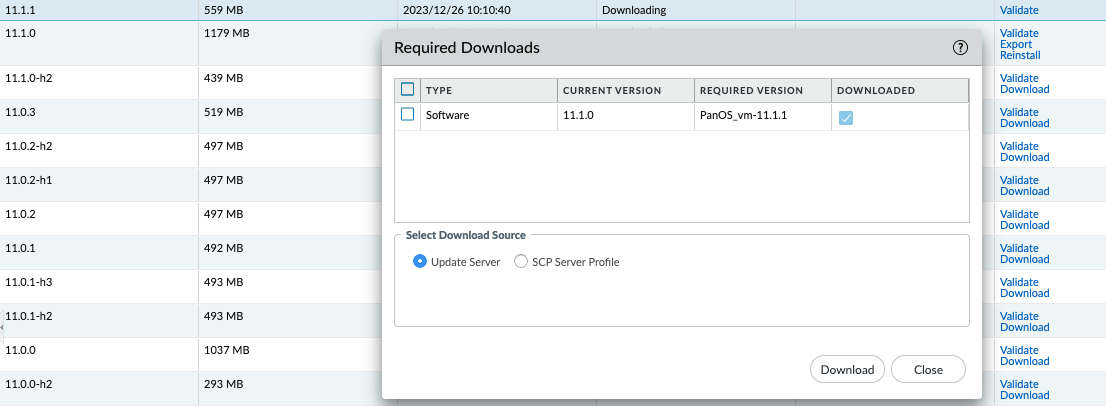 11.1.1 559 MB 2023/12/26 10:10:40 Downloading Validate
11.1.0 1179 MB Validate
Export
Reinstall
Required Downloads ?
11.1.0-h2 439 MB Validate
Download
TYPE CURRENT VERSION REQUIRED VERSION DOWNLOADED
11.0.3 519 MB Validate
Download
Software 11.1.0 PanOS_vm-11.1.1
11.0.2-h2 497 MB Validate
Download
11.0.2-h1 497 MB Validate
Download
11.0.2 497 MB Validate
Download
Select Download Source
11.0.1 492 MB Validate
Download
Update Server SCP Server Profile
11.0.1-h3 493 MB Validate
Download
11.0.1-h2 493 MB Validate
Download
11.0.0 1037 MB Validate
Download
Download Close
11.0.0-h2 293 MB Validate
Download